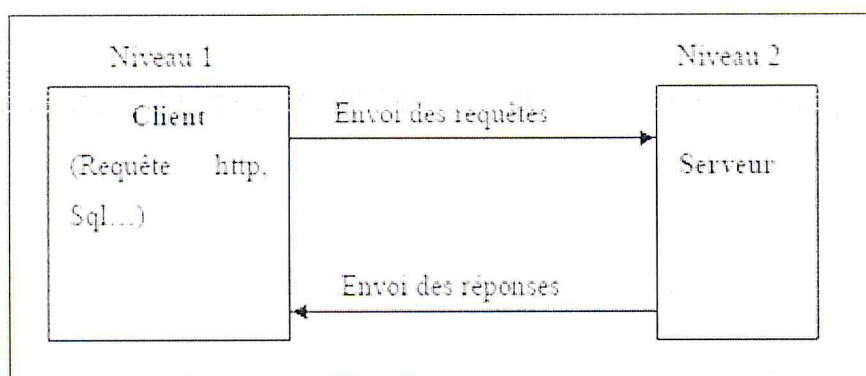 Niveau 1
Niveau 2
Client
(Requête http,
Sql...)
Envoi des requêtes
Serveur
Envoi des réponses